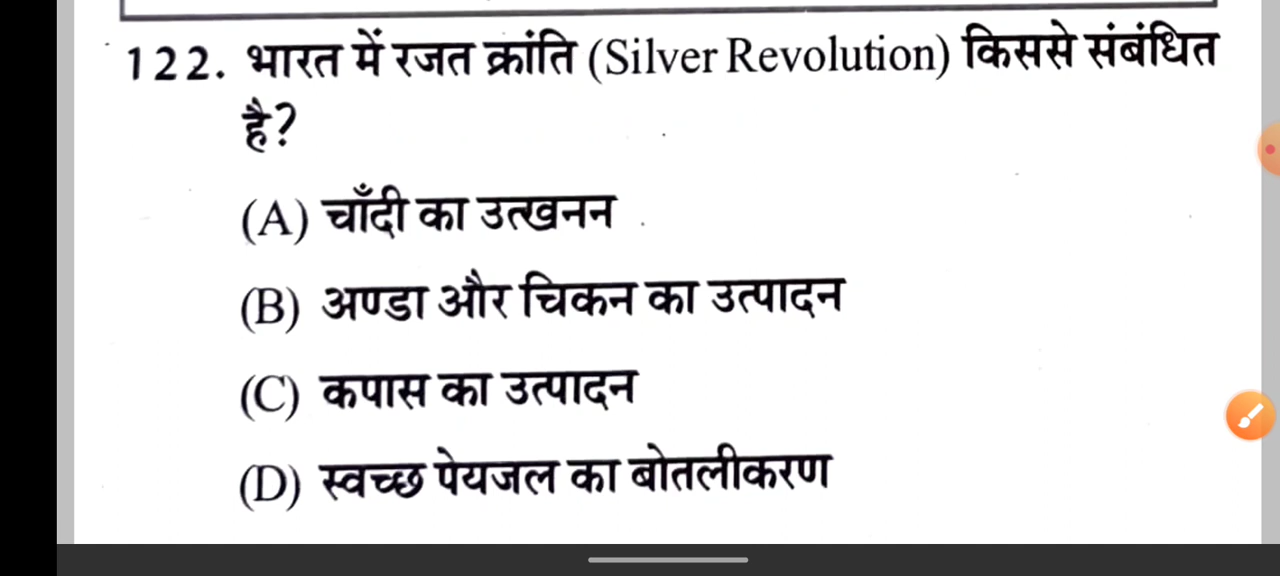 122. भारत में रजत क्रांति (Silver Revolution) किससे संबंधित
है?
(A) चाँदी का उत्खनन
(B) अण्डा और चिकन का उत्पादन
(C) कपास का उत्पादन
(D) स्वच्छ पेयजल का बोतलीकरण